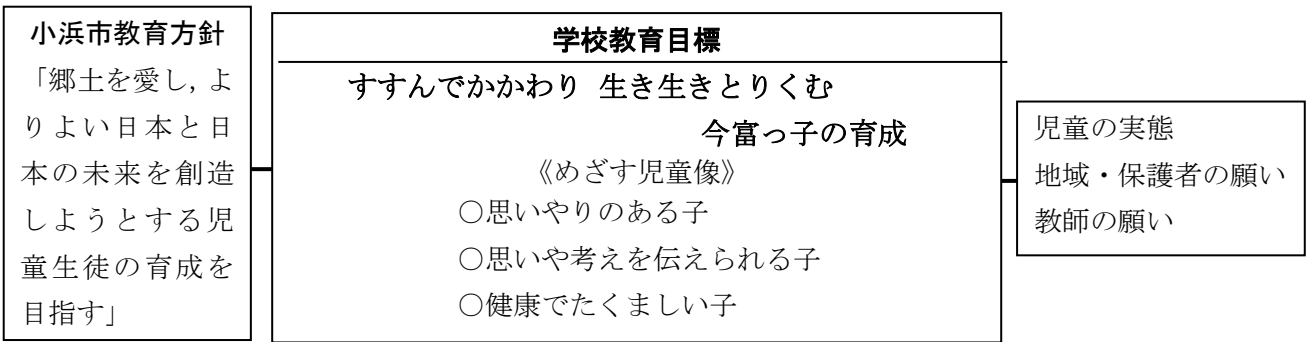 小浜市教育方針
「郷土を愛し,よ
りよい日本と日
本の未来を創造
しようとする児
童生徒の育成を
目指す」
学校教育目標
すすんでかかわり 生き生きとりくむ
今富っ子の育成
《めざす児童像》
○思いやりのある子
○思いや考えを伝えられる子
○健康でたくましい子
児童の実態
地域・保護者の願い
教師の願い